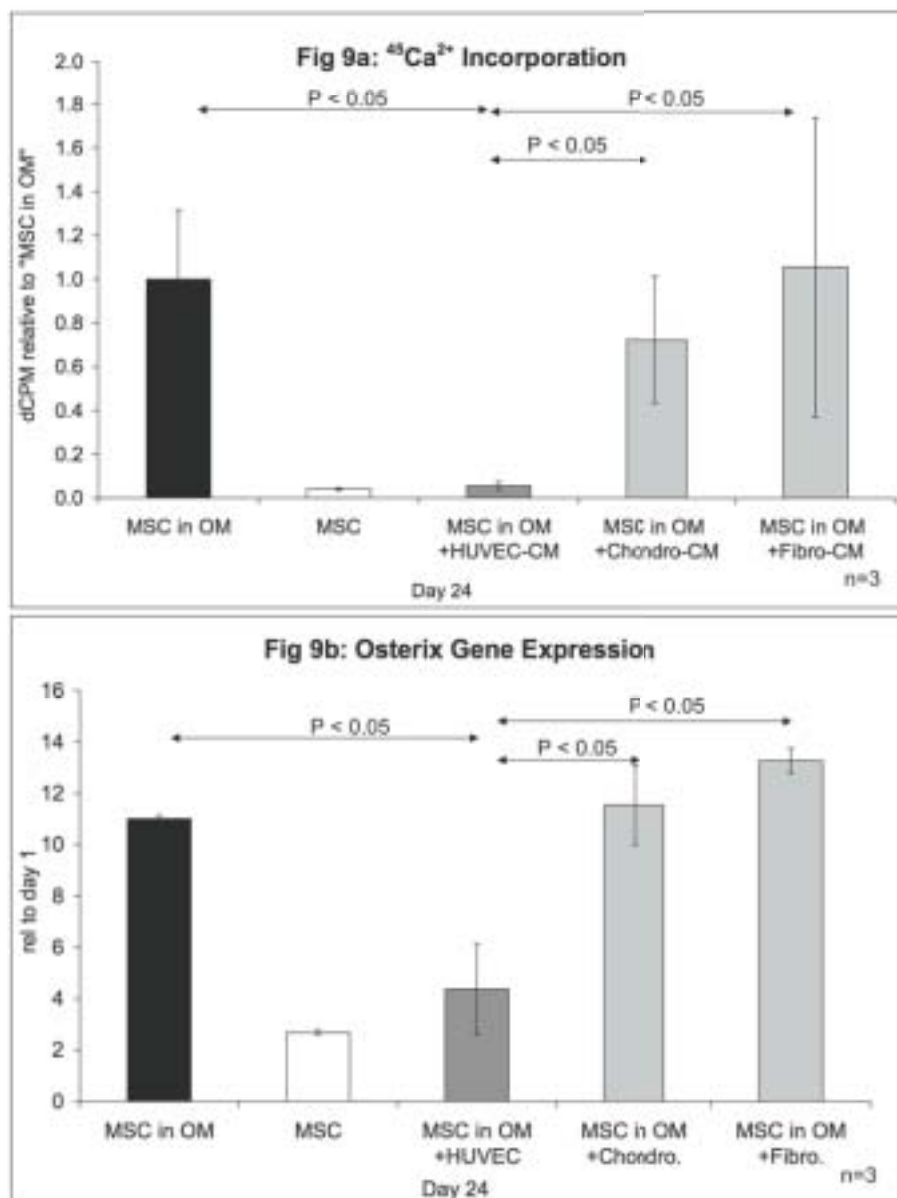 Fig 9a: ⁴⁵Ca²⁺ Incorporation
dCPM relative to "MSC in OM"
2.0
1.8
1.6
1.4
1.2
1.0
0.8
0.6
0.4
0.2
0.0
P < 0.05
P < 0.05
P < 0.05
MSC in OM
MSC
MSC in OM
+HUVEC-CM
MSC in OM
+Chondro-CM
MSC in OM
+Fibro-CM
Day 24
n=3
Fig 9b: Osterix Gene Expression
rel to day 1
16
14
12
10
8
6
4
2
0
P < 0.05
P < 0.05
P < 0.05
MSC in OM
MSC
MSC in OM
+HUVEC
MSC in OM
+Chondro.
MSC in OM
+Fibro.
Day 24
n=3